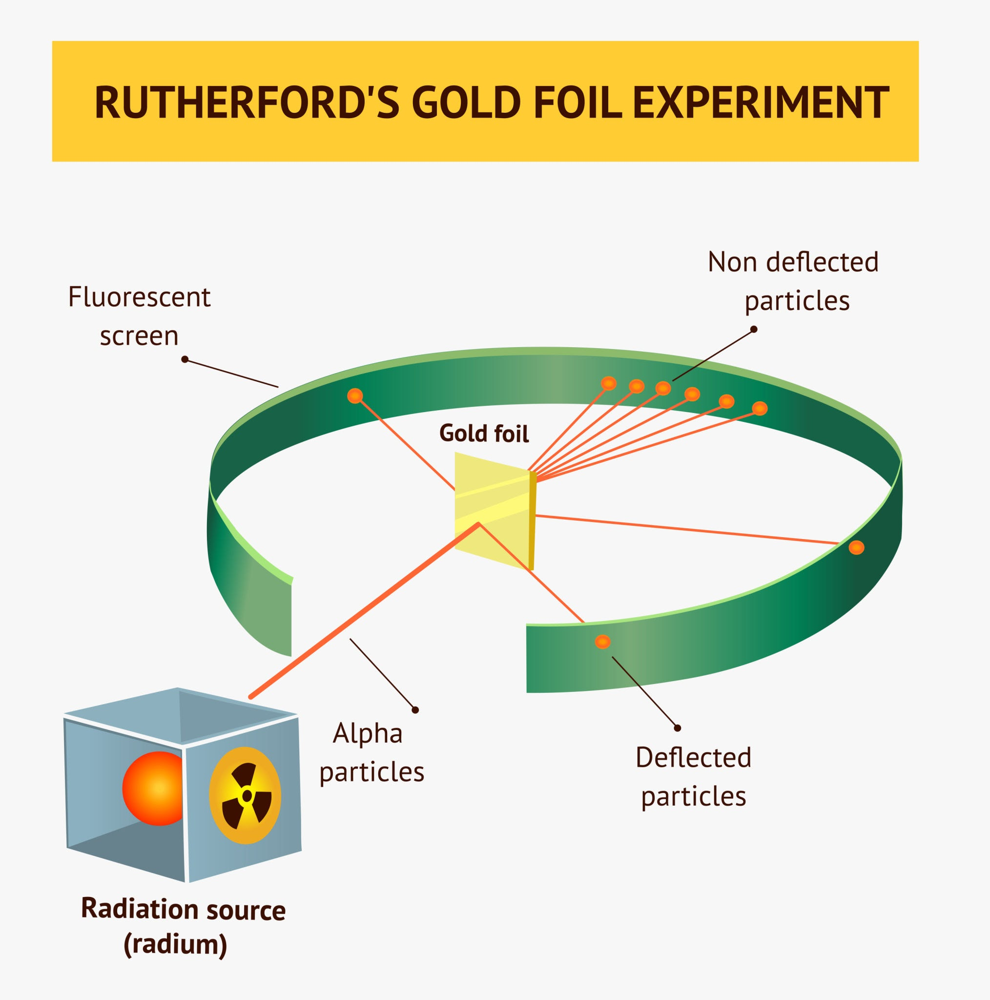 RUTHERFORD'S GOLD FOIL EXPERIMENT
Non deflected
particles
Fluorescent
screen
Gold foil
Alpha
particles
Deflected
particles
Radiation source
(radium)